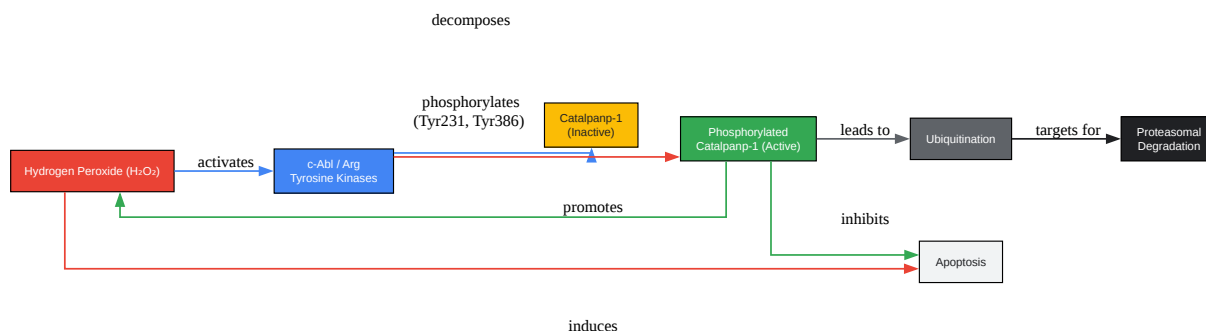 decomposes
phosphorylates
(Tyr231, Tyr386)
Catalpanp-1
(Inactive)
Phosphorylated
Catalpanp-1 (Active)
leads to
Ubiquitination
targets for
Proteasomal
Degradation
Hydrogen Peroxide (H₂O₂)
activates
c-Abl / Arg
Tyrosine Kinases
promotes
inhibits
Apoptosis
induces